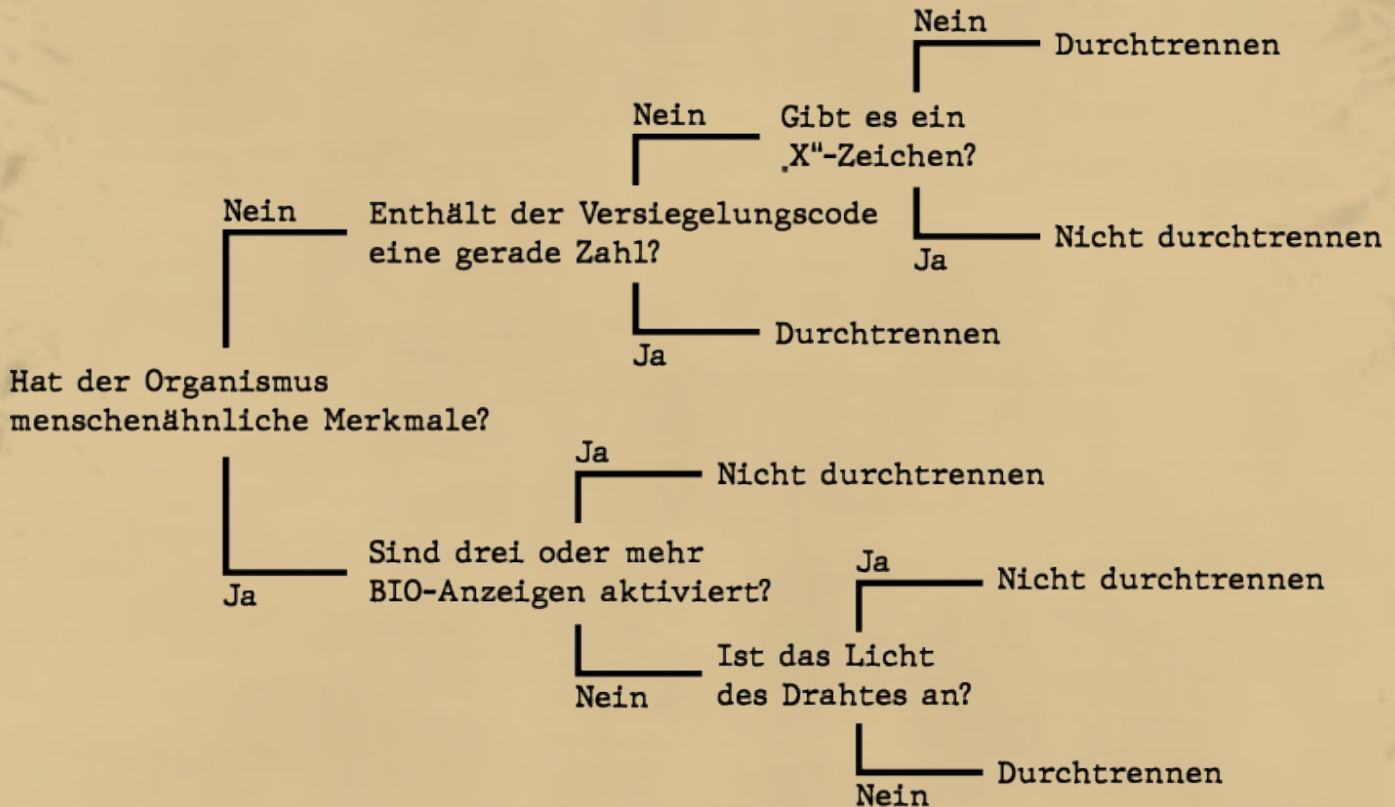 Nein
Durchtrennen
Nein
Gibt es ein
„X“-Zeichen?
Nein
Enthält der Versiegelungscode
eine gerade Zahl?
Nicht durchtrennen
Ja
Durchtrennen
Ja
Hat der Organismus
menschenähnliche Merkmale?
Ja
Nicht durchtrennen
Sind drei oder mehr
BIO-Anzeigen aktiviert?
Ja
Ja
Nicht durchtrennen
Ist das Licht
des Drahtes an?
Nein
Durchtrennen
Nein